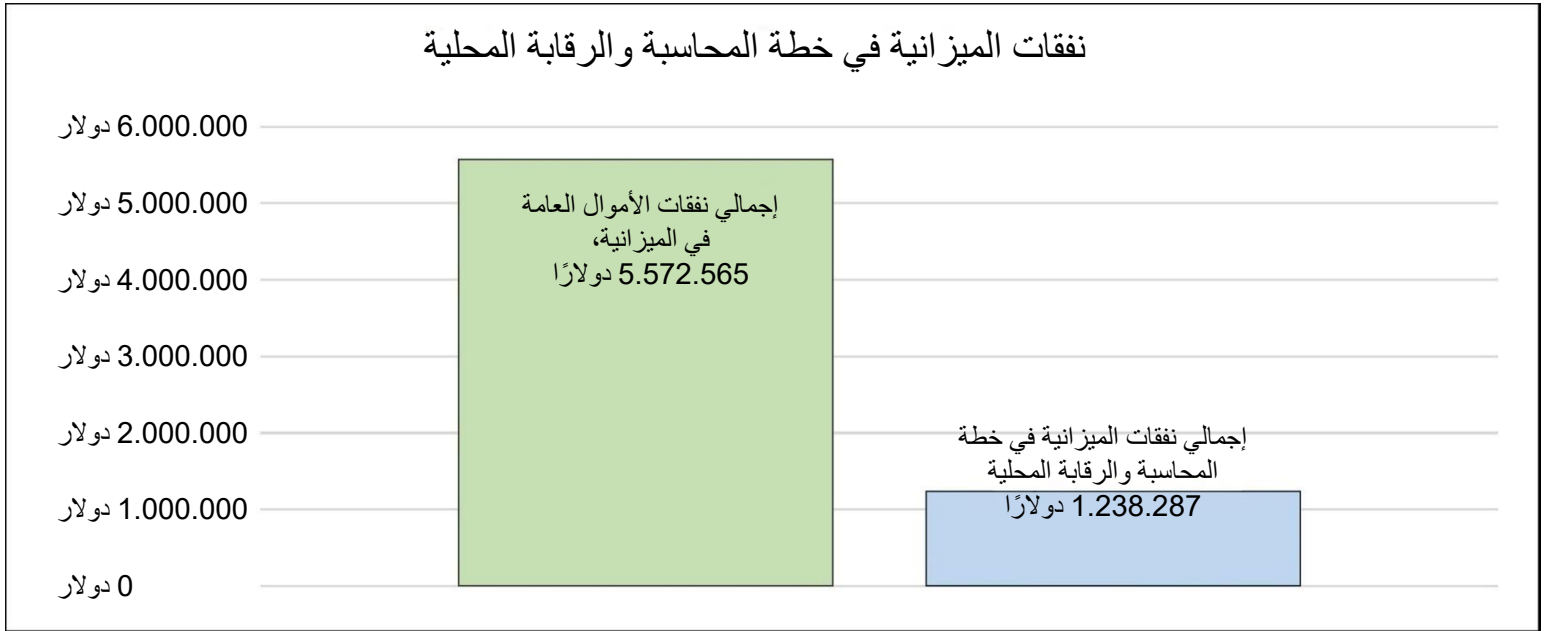 نفقات الميزانية في خطة المحاسبة والرقابة المحلية
6.000.000 دولار
5.000.000 دولار
4.000.000 دولار
3.000.000 دولار
2.000.000 دولار
1.000.000 دولار
0 دولار
إجمالي نفقات الأموال العامة
في الميزانية،
5.572.565 دولارًا
إجمالي نفقات الميزانية في خطة
المحاسبة والرقابة المحلية
1.238.287 دولارًا